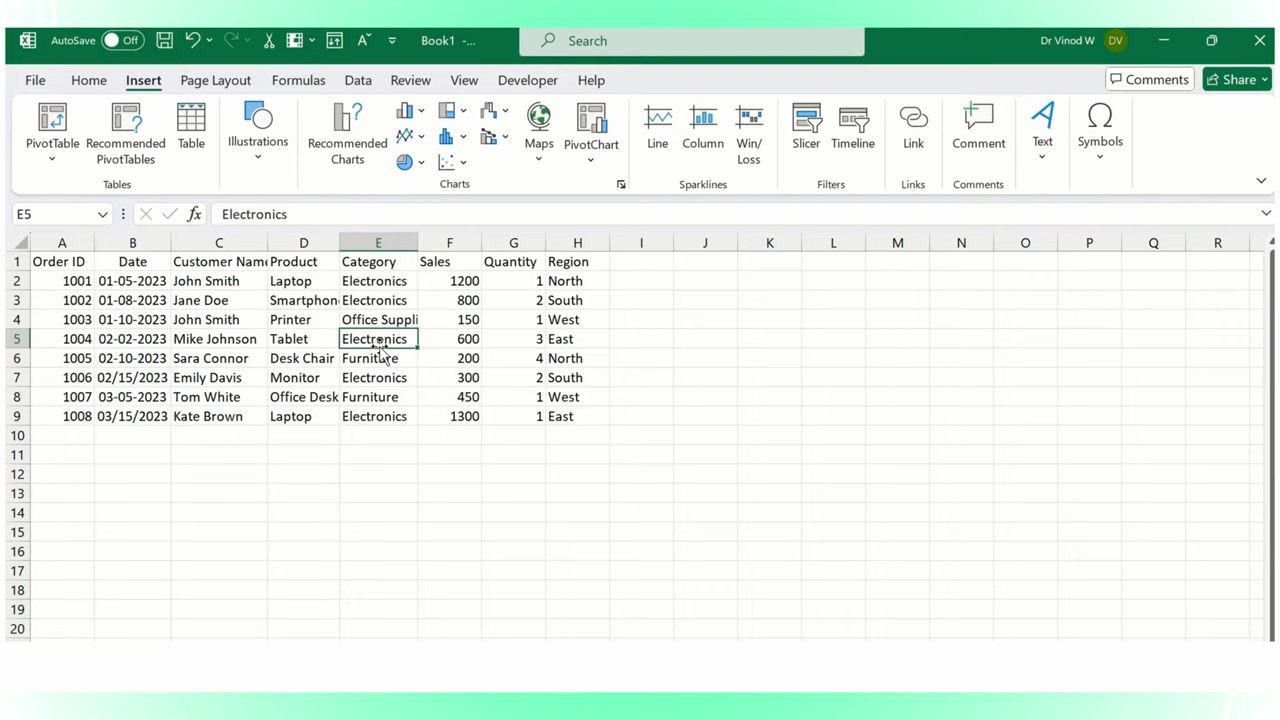 AutoSave Off Book1 -... Search Dr Vinod W DV
File Home Insert Page Layout Formulas Data Review View Developer Help Comments Share
PivotTable Recommended PivotTables Table Illustrations Recommended Charts Maps PivotChart Line Column Win/Loss Slicer Timeline Link Comment Text Symbols
Tables Charts Sparklines Filters Links Comments
E5 fx Electronics
A B C D E F G H I J K L M N O P Q R
1 Order ID Date Customer Name Product Category Sales Quantity Region
2 1001 01-05-2023 John Smith Laptop Electronics 1200 1 North
3 1002 01-08-2023 Jane Doe Smartphon Electronics 800 2 South
4 1003 01-10-2023 John Smith Printer Office Suppli 150 1 West
5 1004 02-02-2023 Mike Johnson Tablet Electronics 600 3 East
6 1005 02-10-2023 Sara Connor Desk Chair Furniture 200 4 North
7 1006 02/15/2023 Emily Davis Monitor Electronics 300 2 South
8 1007 03-05-2023 Tom White Office Desk Furniture 450 1 West
9 1008 03/15/2023 Kate Brown Laptop Electronics 1300 1 East
10
11
12
13
14
15
16
17
18
19
20